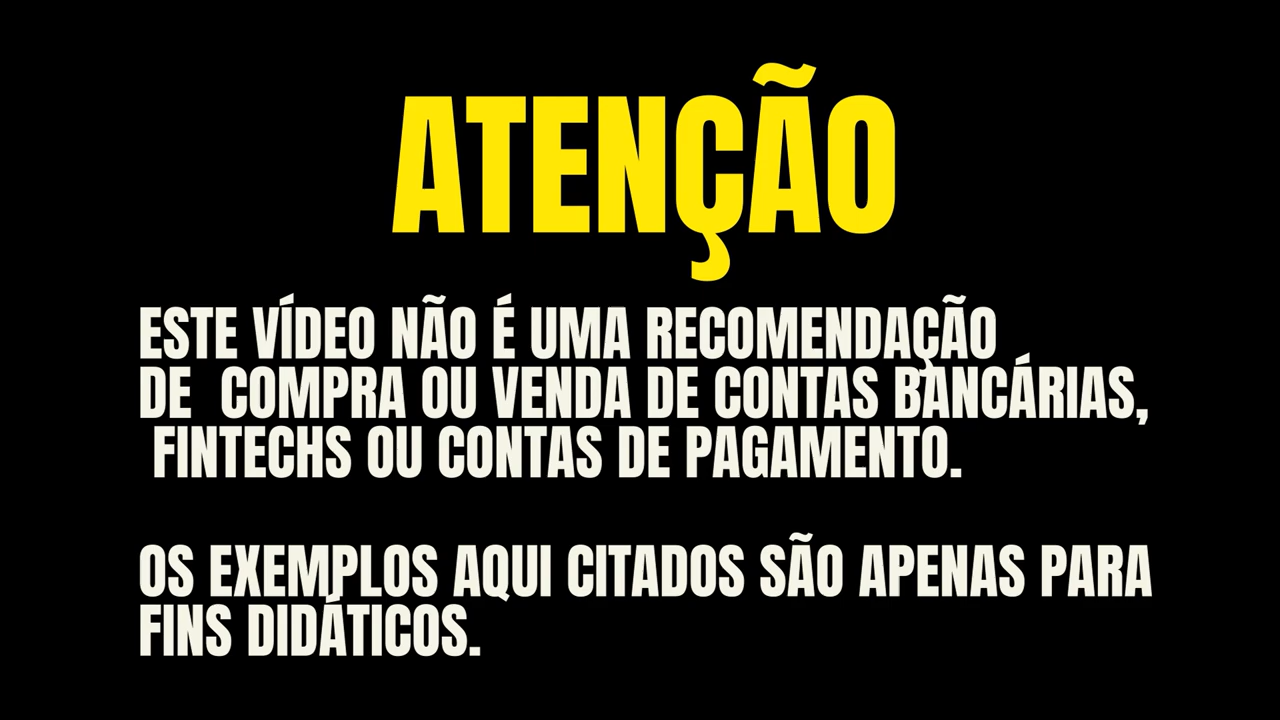 ATENÇÃO
ESTE VÍDEO NÃO É UMA RECOMENDAÇÃO
DE COMPRA OU VENDA DE CONTAS BANCÁRIAS,
FINTECHS OU CONTAS DE PAGAMENTO.
OS EXEMPLOS AQUI CITADOS SÃO APENAS PARA
FINS DIDÁTICOS.